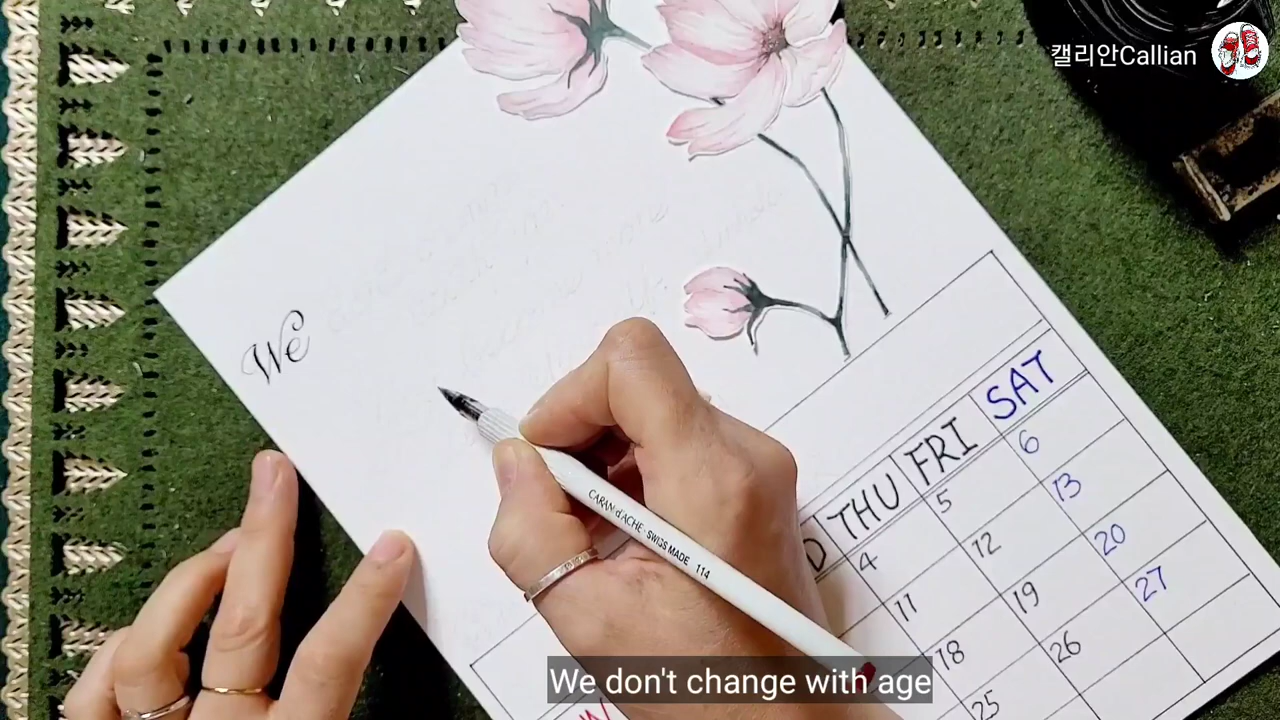 캘리안Callian
We
D THU FRI SAT
4 5 6
11 12 13
18 19 20
25 26 27
W
CARAN d'ACHE · SWISS MADE 114
We don't change with age